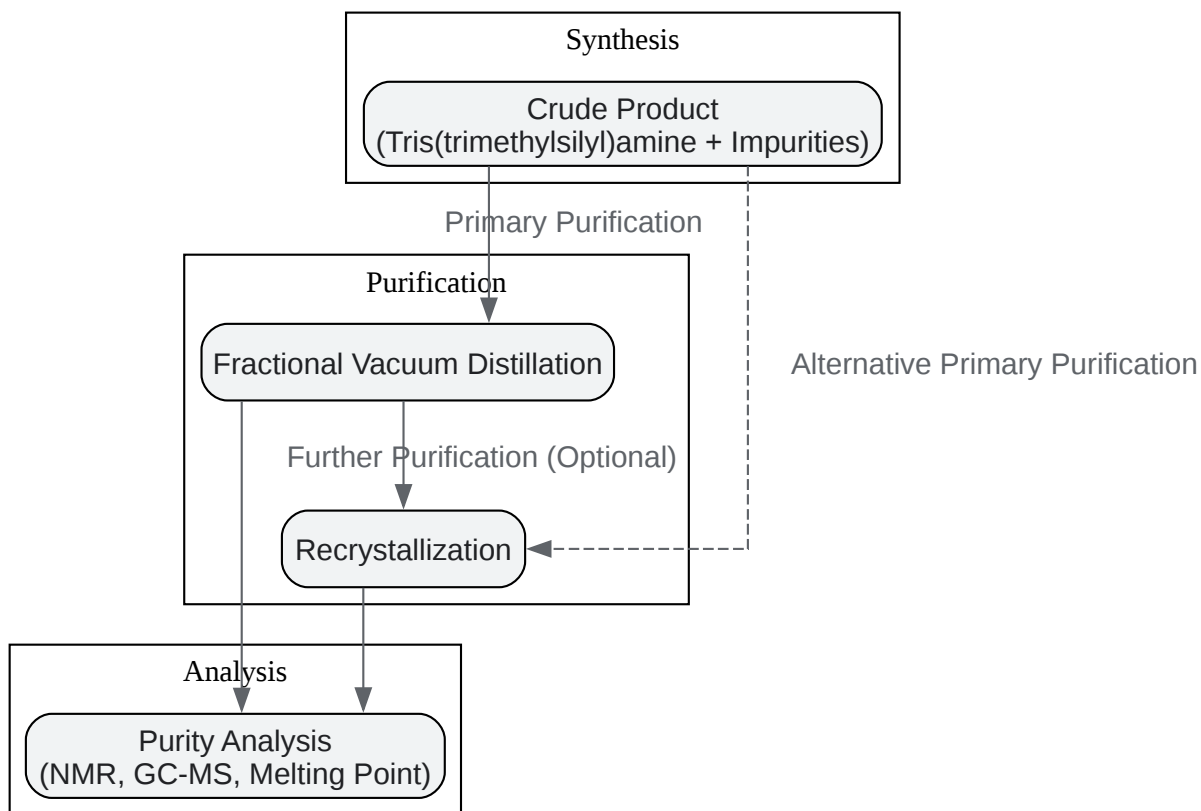 Synthesis
Crude Product
(Tris(trimethylsilyl)amine + Impurities)
Primary Purification
Purification
Fractional Vacuum Distillation
Alternative Primary Purification
Further Purification (Optional)
Recrystallization
Analysis
Purity Analysis
(NMR, GC-MS, Melting Point)